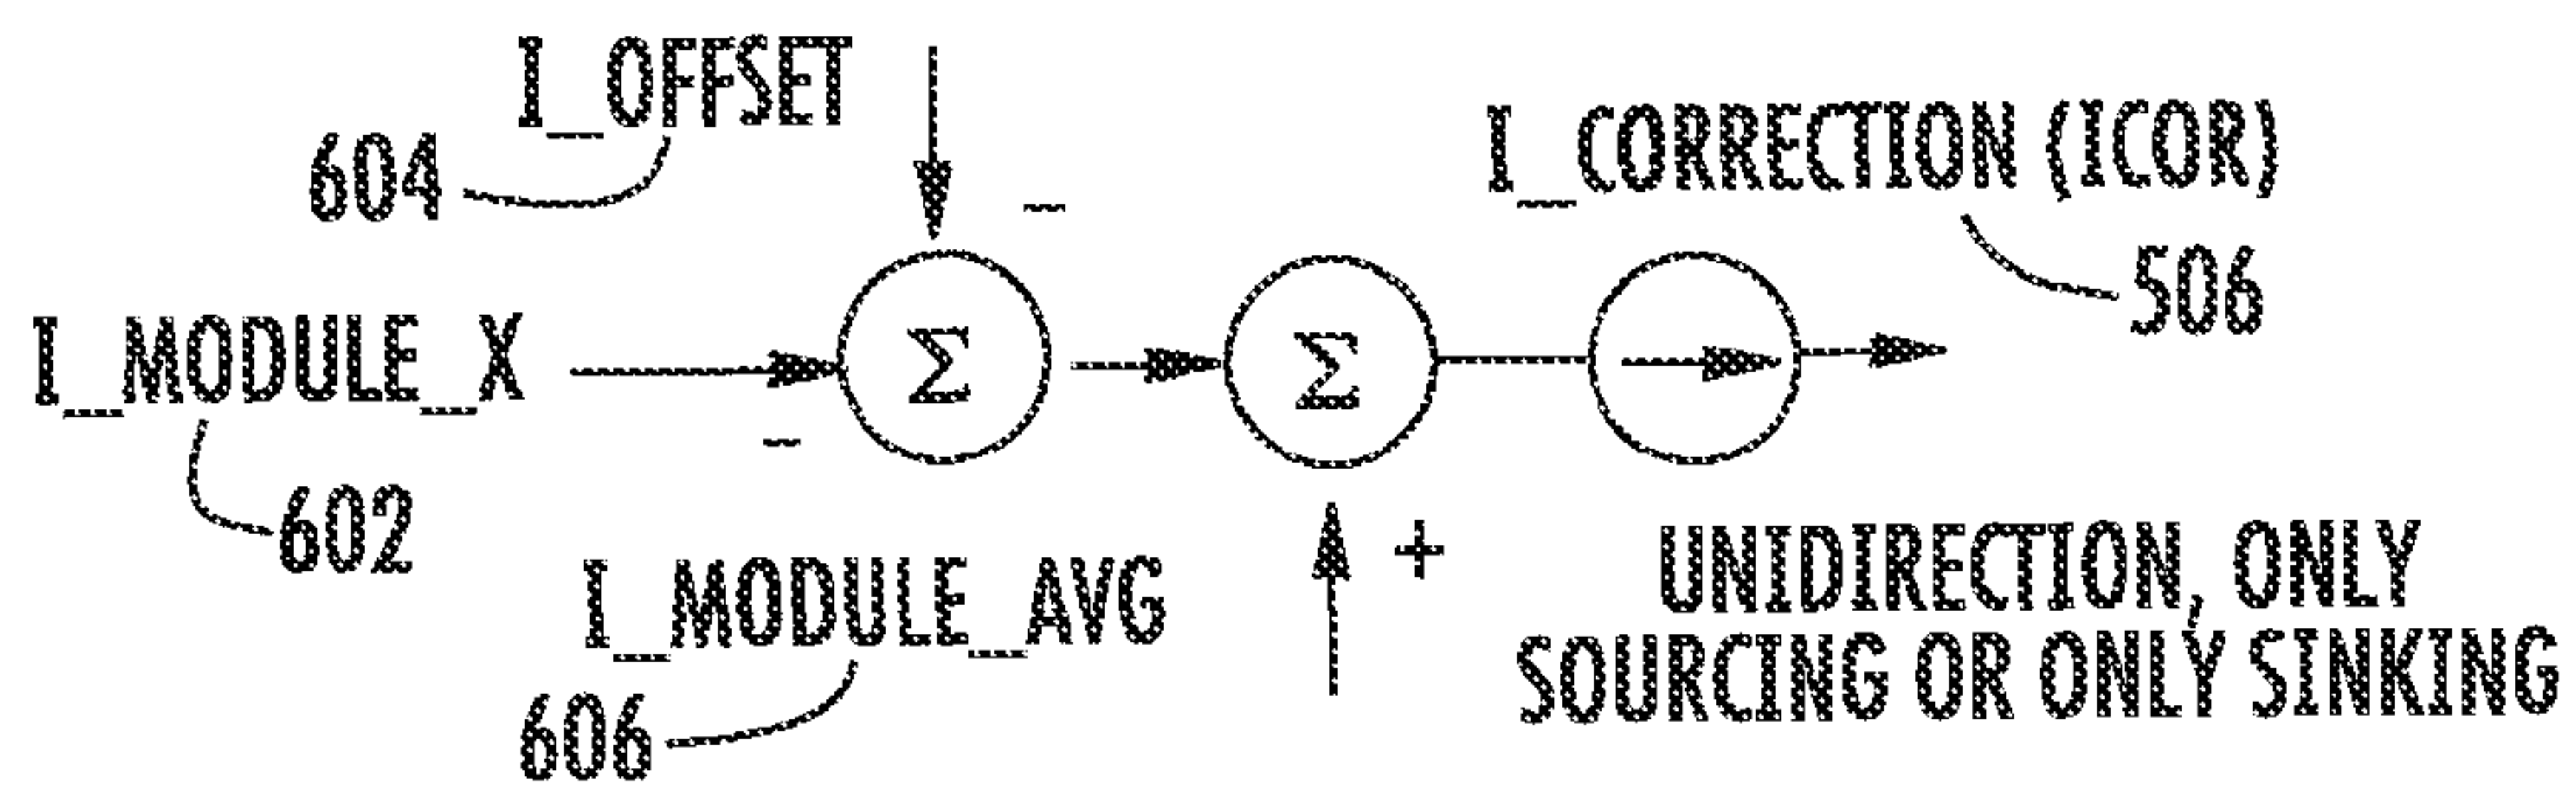 I_OFFSET
604
–
I_CORRECTION (ICOR)
506
I_MODULE_X
602
–
Σ
Σ
+
I_MODULE_AVG
606
UNIDIRECTION, ONLY
SOURCING OR ONLY SINKING